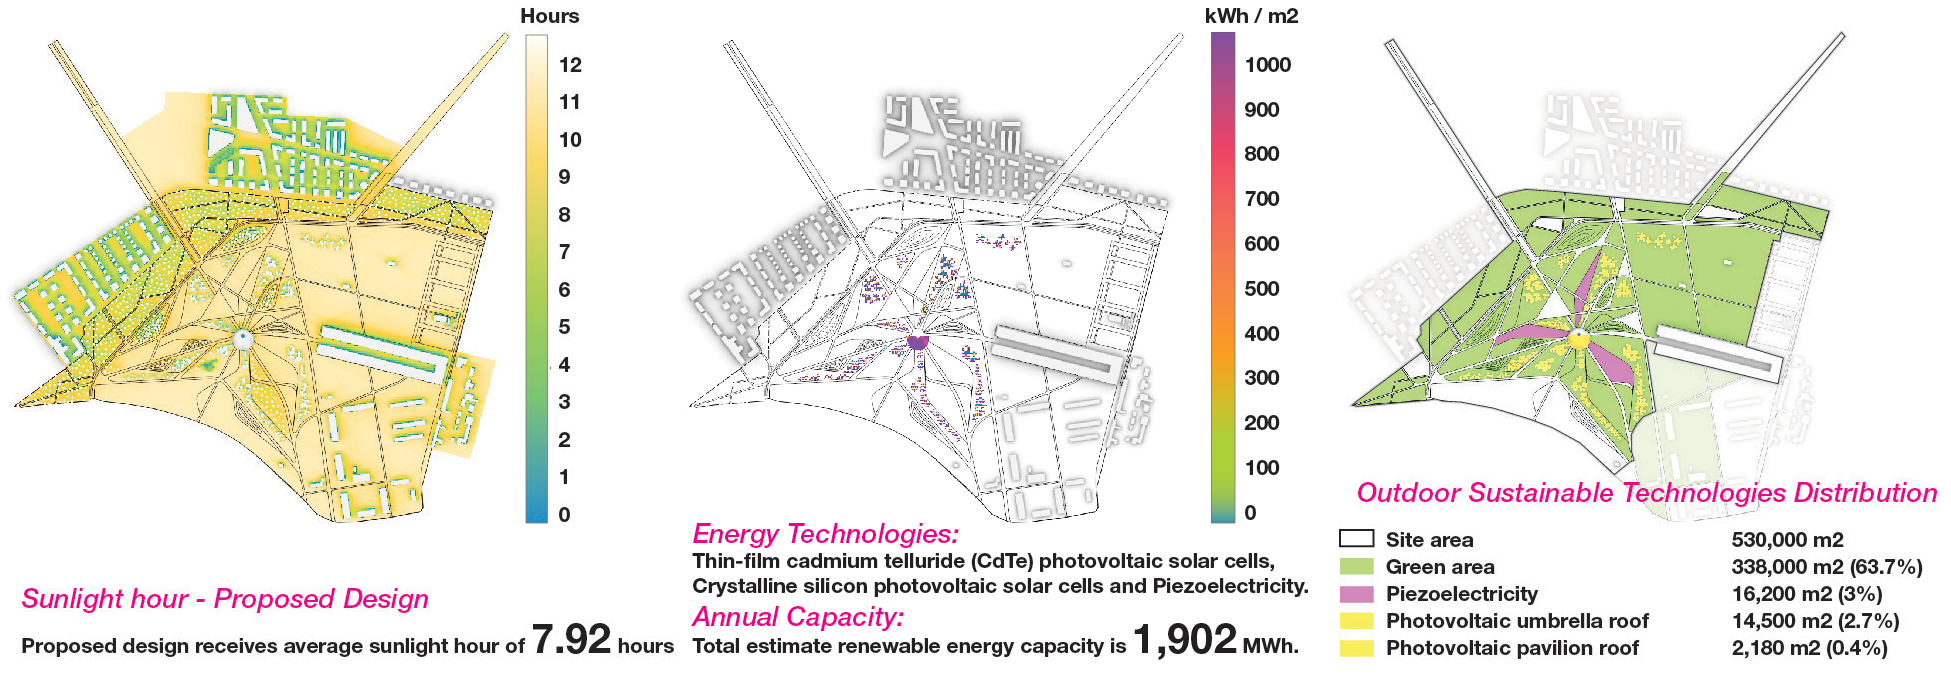 Hours
12
11
10
9
8
7
6
5
4
3
2
1
0
Sunlight hour - Proposed Design
Proposed design receives average sunlight hour of 7.92 hours
kWh / m2
1000
900
800
700
600
500
400
300
200
100
0
Energy Technologies:
Thin-film cadmium telluride (CdTe) photovoltaic solar cells,
Crystalline silicon photovoltaic solar cells and Piezoelectricity.
Annual Capacity:
Total estimate renewable energy capacity is 1,902 MWh.
Outdoor Sustainable Technologies Distribution
Site area 530,000 m2
Green area 338,000 m2 (63.7%)
Piezoelectricity 16,200 m2 (3%)
Photovoltaic umbrella roof 14,500 m2 (2.7%)
Photovoltaic pavilion roof 2,180 m2 (0.4%)